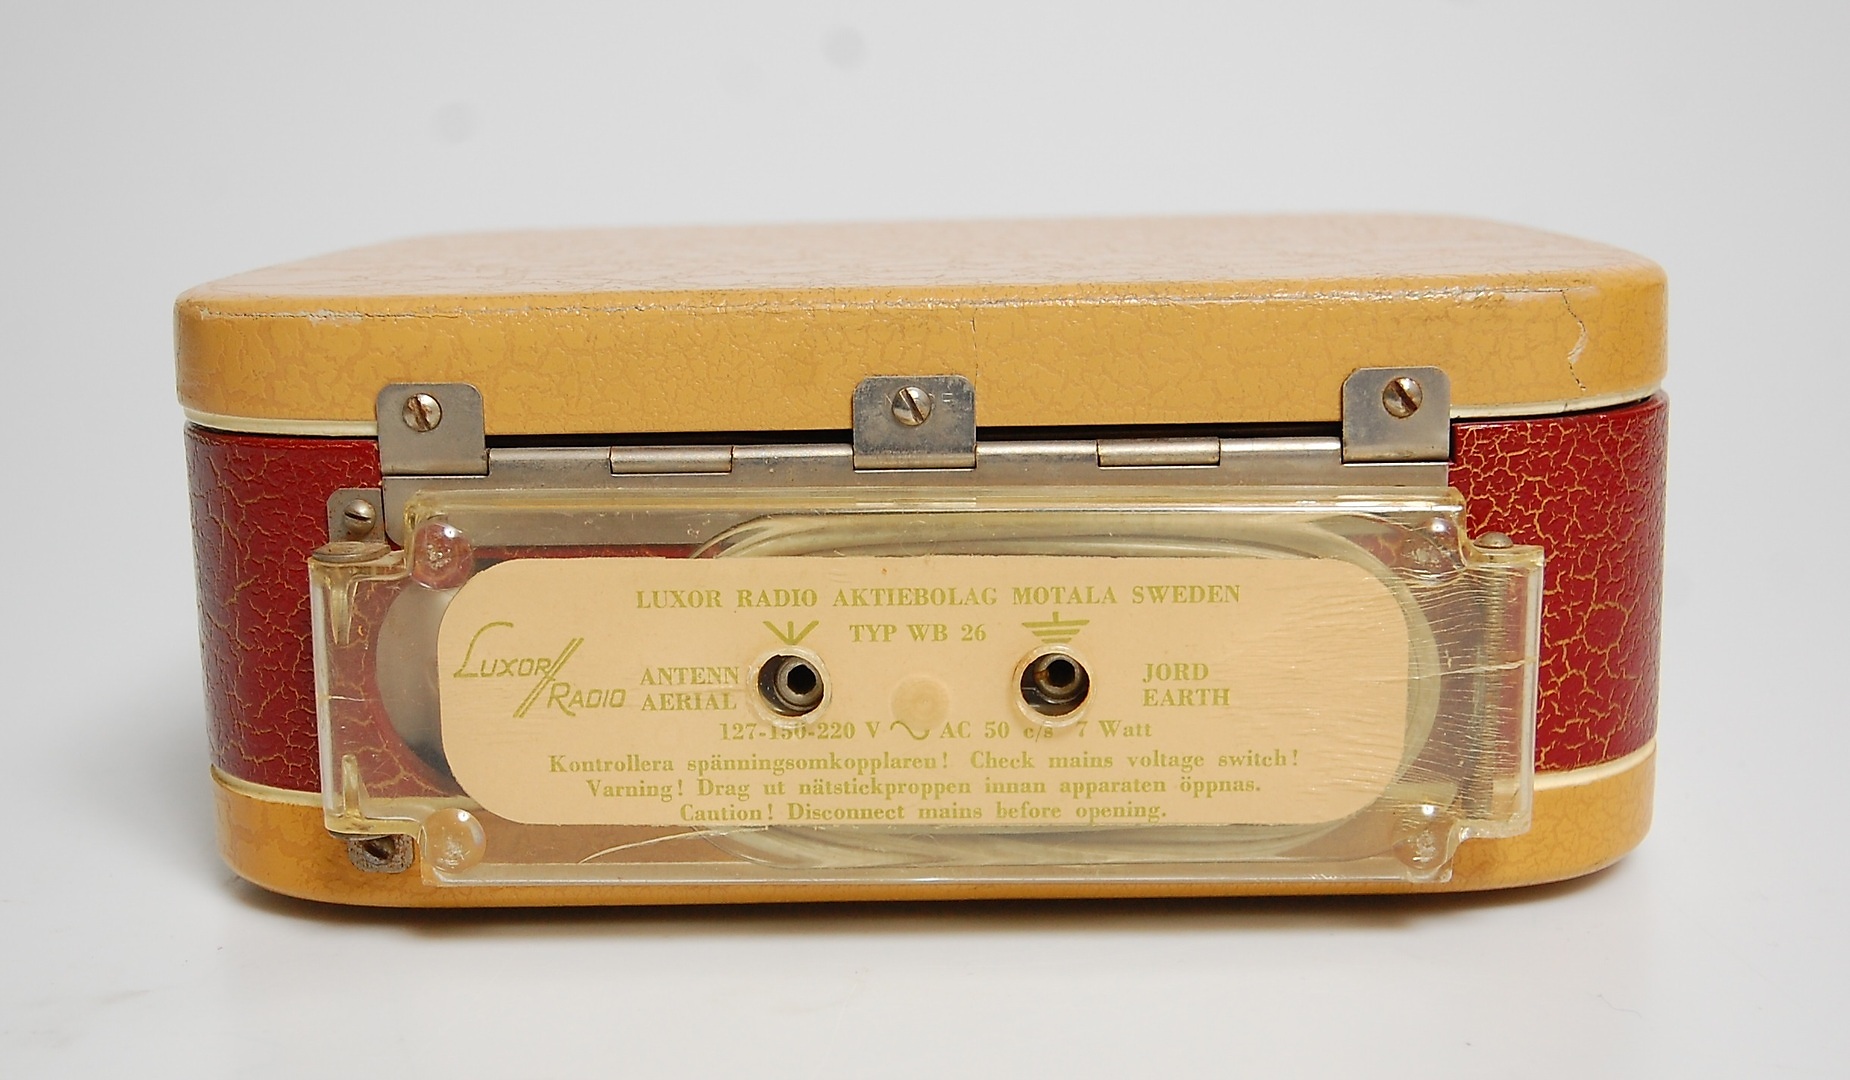 LUXOR RADIO AKTIEBOLAG MOTALA SWEDEN
TYP WB 26
LUXOR
RADIO
ANTENN
AERIAL
JORD
EARTH
127-150-220 V ~ AC 50 c/s 7 Watt
Kontrollera spänningsomkopplaren! Check mains voltage switch!
Varning! Drag ut nätstickproppen innan apparaten öppnas.
Caution! Disconnect mains before opening.